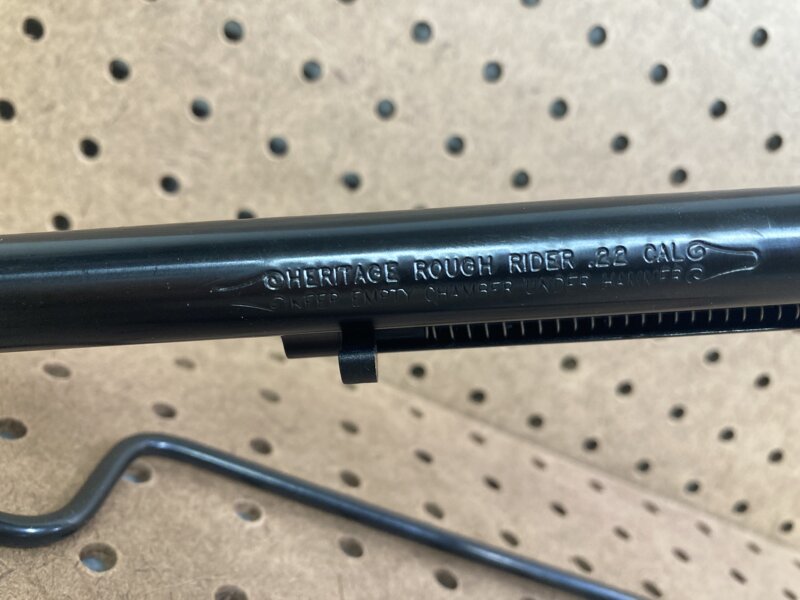 HERITAGE ROUGH RIDER .22 CAL
KEEP EMPTY CHAMBER UNDER HAMMER